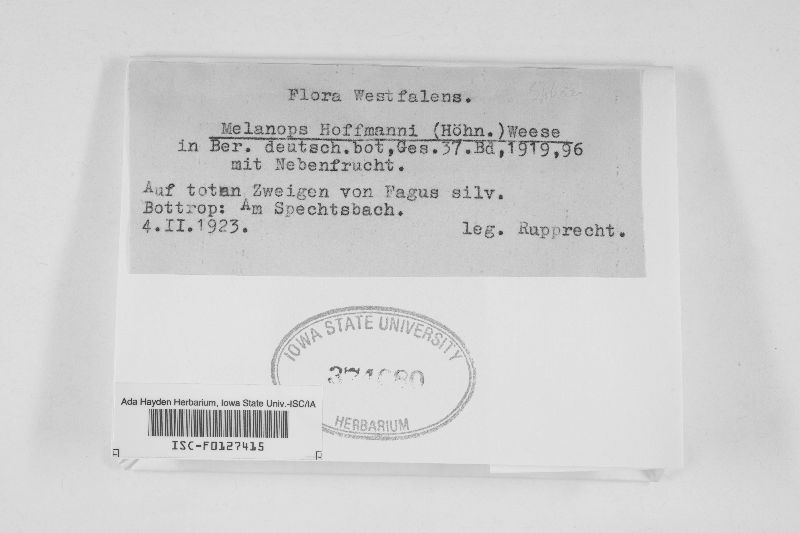 Flora Westfalens.
Melanops Hoffmanni (Höhn.)Weese
in Ber. deutsch.bot,Ges.37.Bd,1919,96
mit Nebenfrucht.
Auf toten Zweigen von Fagus silv.
Bottrop: Am Spechtsbach.
4.II.1923. leg. Rupprecht.
IOWA STATE UNIVERSITY
HERBARIUM
Ada Hayden Herbarium, Iowa State Univ.-ISC/IA
ISC-F0127415